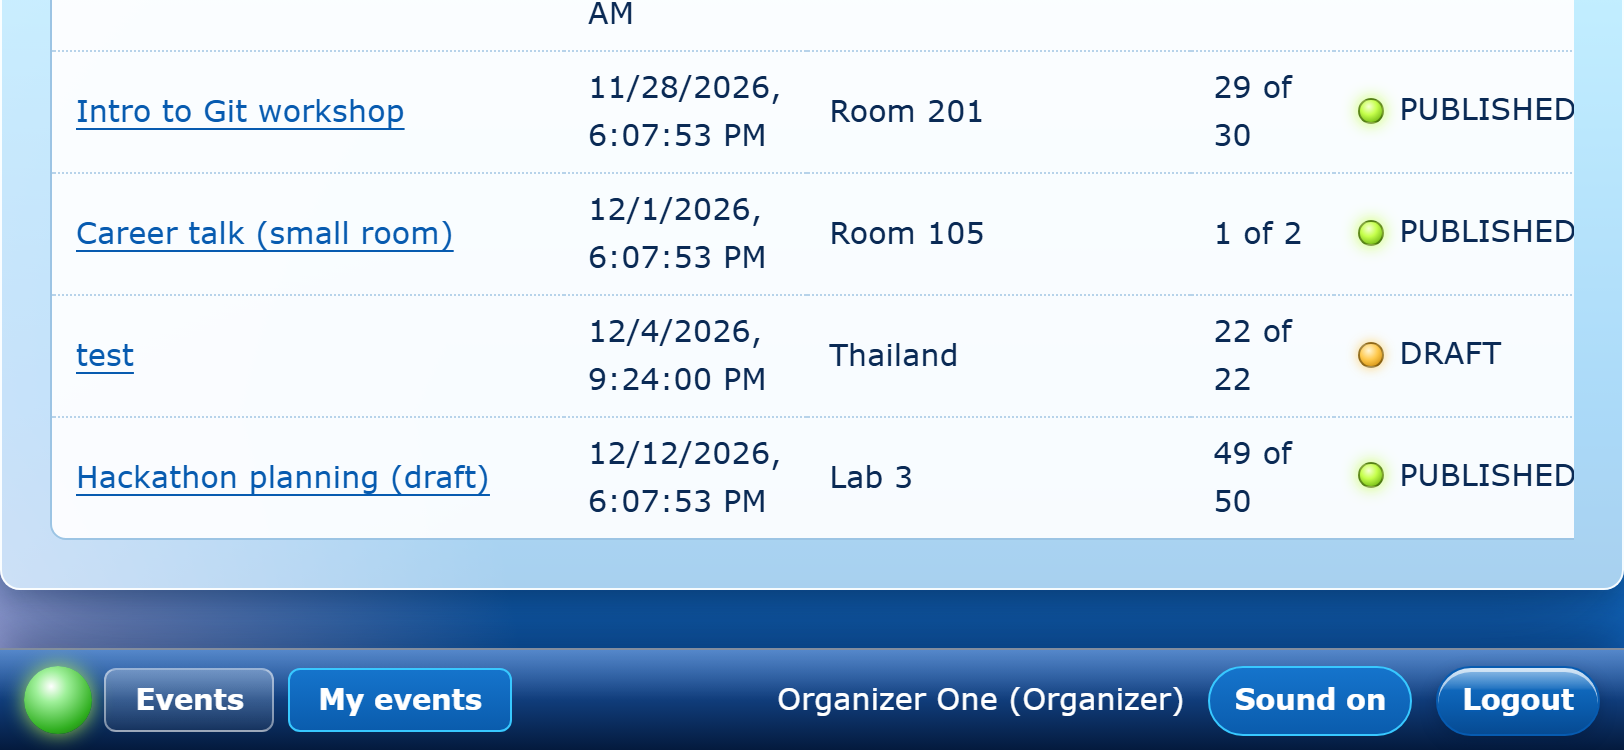 AM
Intro to Git workshop
11/28/2026,
6:07:53 PM
Room 201
29 of
30
PUBLISHED
Career talk (small room)
12/1/2026,
6:07:53 PM
Room 105
1 of 2
PUBLISHED
test
12/4/2026,
9:24:00 PM
Thailand
22 of
22
DRAFT
Hackathon planning (draft)
12/12/2026,
6:07:53 PM
Lab 3
49 of
50
PUBLISHED
Events
My events
Organizer One (Organizer)
Sound on
Logout